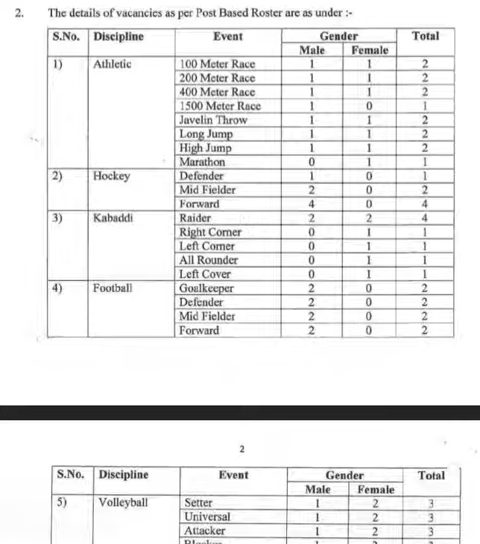 2. The details of vacancies as per Post Based Roster are as under :-
S.No. Discipline Event Gender Total
Male Female
1) Athletic 100 Meter Race 1 1 2
200 Meter Race 1 1 2
400 Meter Race 1 1 2
1500 Meter Race 1 0 1
Javelin Throw 1 1 2
Long Jump 1 1 2
High Jump 1 1 2
Marathon 0 1 1
2) Hockey Defender 1 0 1
Mid Fielder 2 0 2
Forward 4 0 4
3) Kabaddi Raider 2 2 4
Right Corner 0 1 1
Left Corner 0 1 1
All Rounder 0 1 1
Left Cover 0 1 1
4) Football Goalkeeper 2 0 2
Defender 2 0 2
Mid Fielder 2 0 2
Forward 2 0 2
2
S.No. Discipline Event Gender Total
Male Female
5) Volleyball Setter 1 2 3
Universal 1 2 3
Attacker 1 2 3